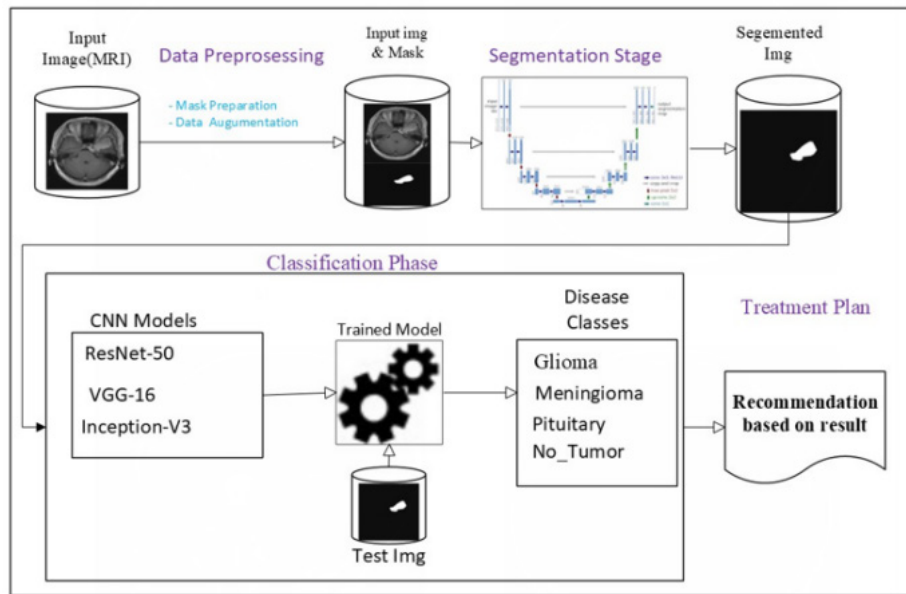 Input
Image(MRI)
Data Preprosessing
- Mask Preparation
- Data Augumentation
Input img
& Mask
Segmentation Stage
Segemented
Img
Classification Phase
CNN Models
ResNet-50
VGG-16
Inception-V3
Trained Model
Test Img
Disease
Classes
Glioma
Meningioma
Pituitary
No_Tumor
Treatment Plan
Recommendation
based on result